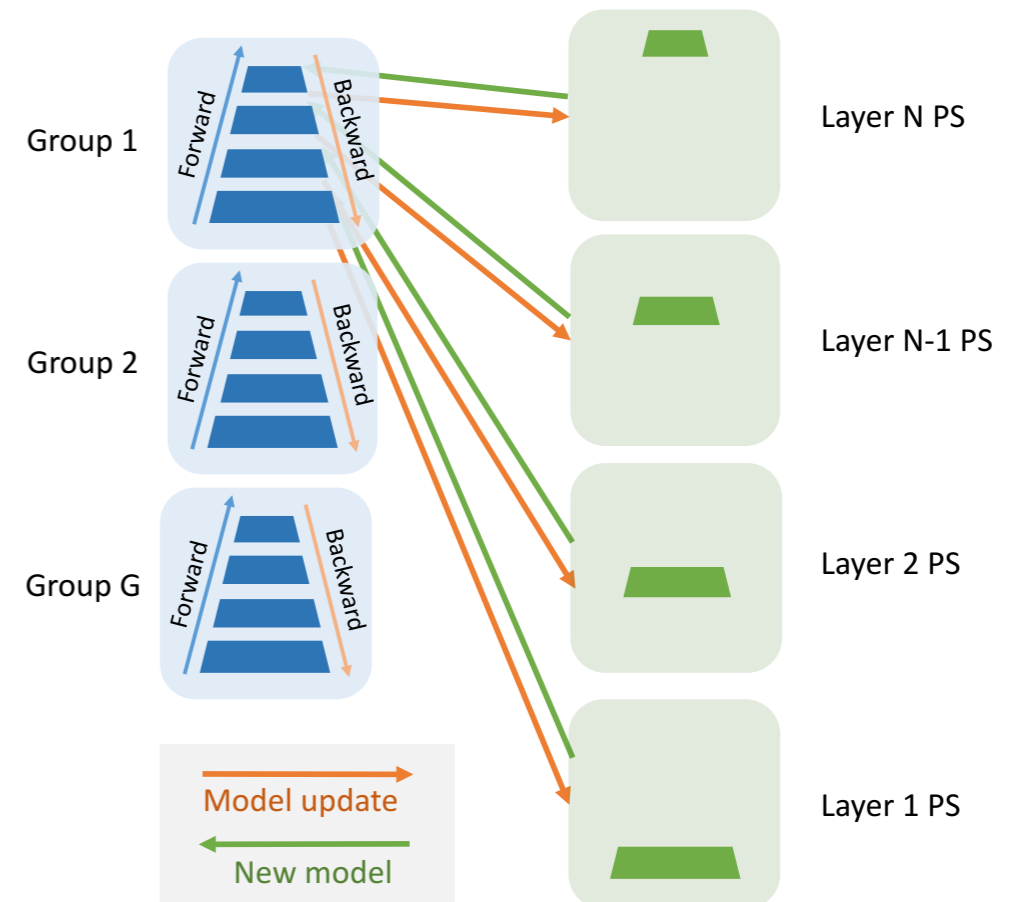 Group 1
Forward
Backward
Layer N PS
Group 2
Forward
Backward
Layer N-1 PS
Group G
Forward
Backward
Layer 2 PS
Model update
New model
Layer 1 PS